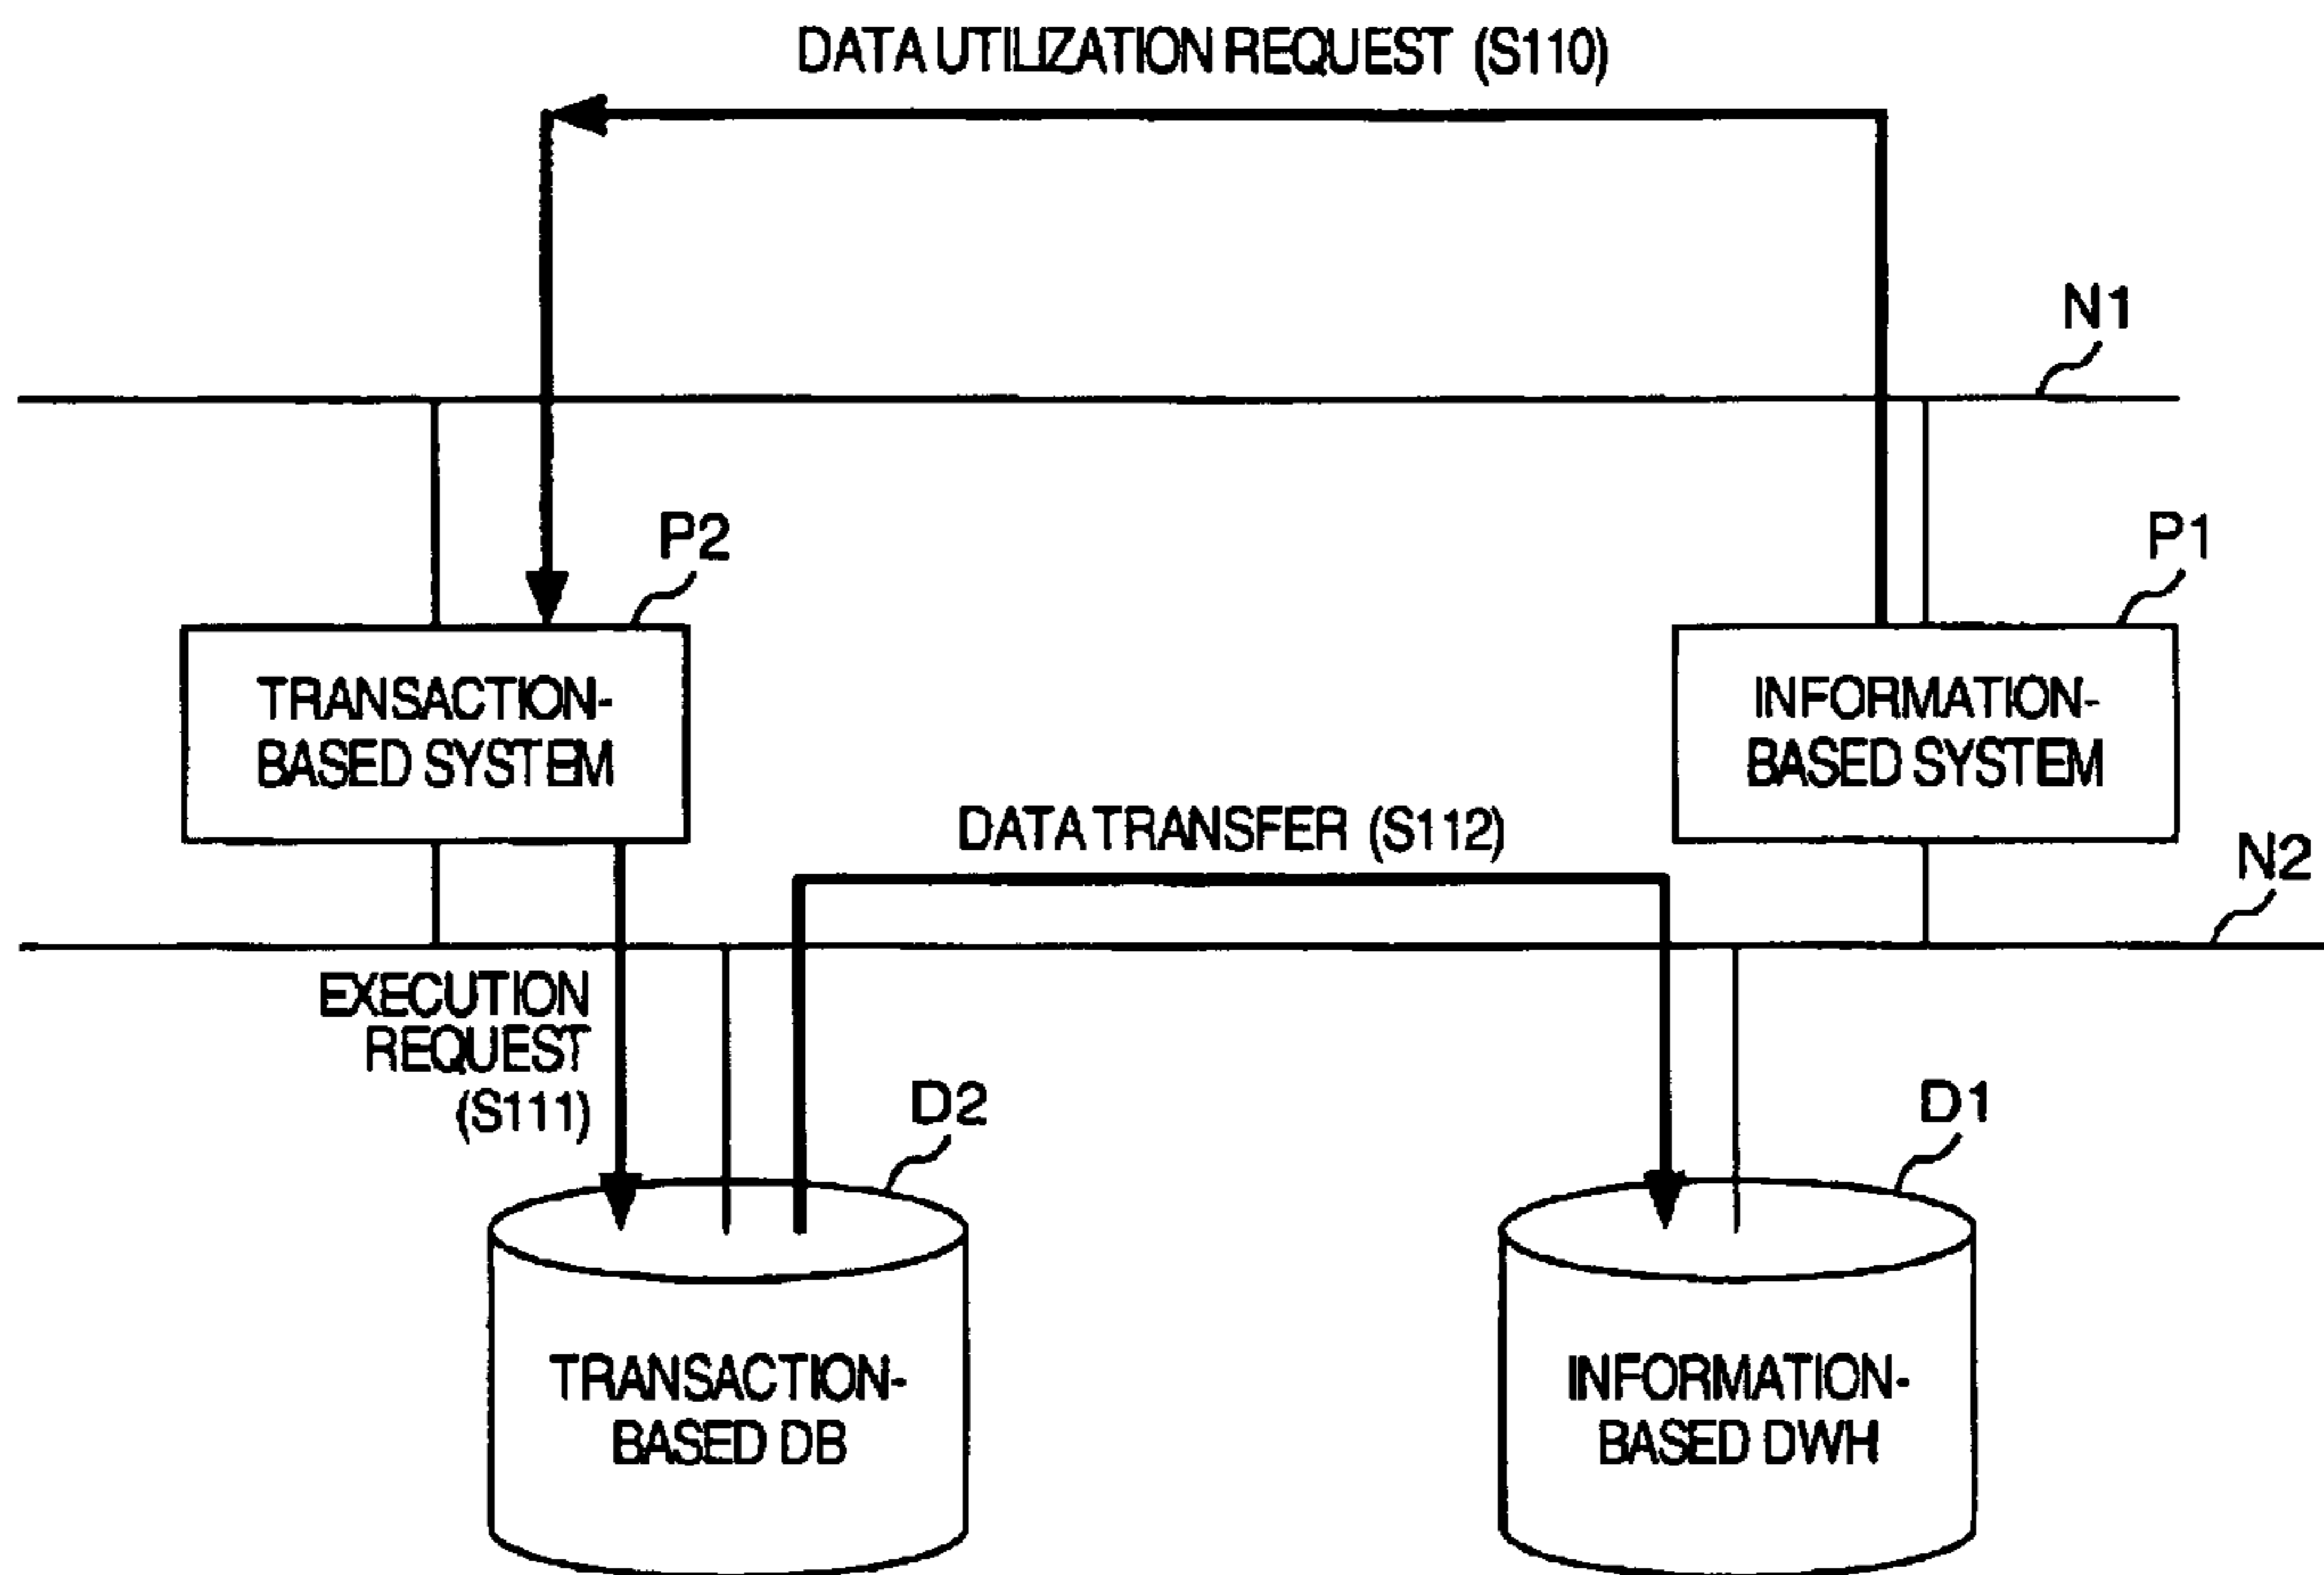 DATA UTILIZATION REQUEST (S110)
N1
P2
P1
TRANSACTION-
BASED SYSTEM
INFORMATION-
BASED SYSTEM
DATA TRANSFER (S112)
N2
EXECUTION
REQUEST
(S111)
D2
D1
TRANSACTION-
BASED DB
INFORMATION-
BASED DWH